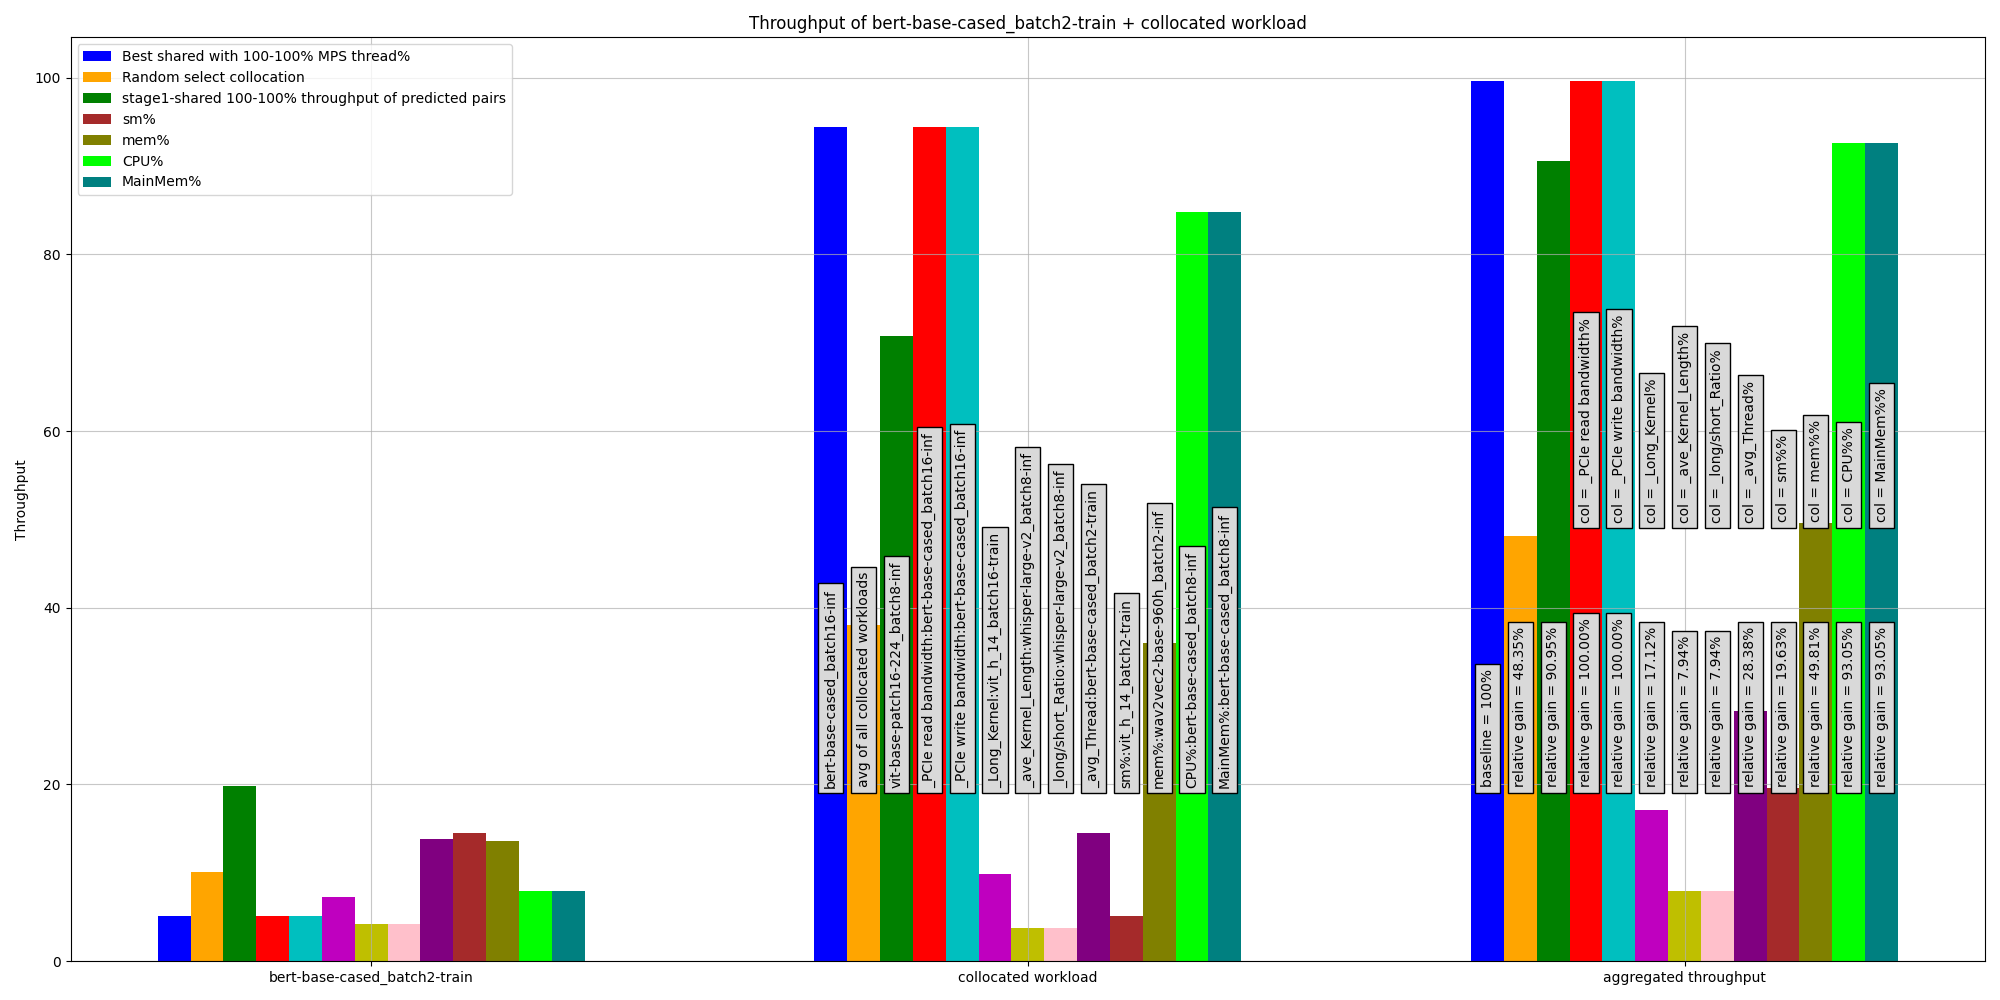 Throughput of bert-base-cased_batch2-train + collocated workload
Best shared with 100-100% MPS thread%
Random select collocation
stage1-shared 100-100% throughput of predicted pairs
sm%
mem%
CPU%
MainMem%
Throughput
100
80
60
40
20
0
bert-base-cased_batch16-inf
avg of all collocated workloads
vit-base-patch16-224_batch8-inf
_PCIe read bandwidth:bert-base-cased_batch16-inf
_PCIe write bandwidth:bert-base-cased_batch16-inf
_Long_Kernel:vit_h_14_batch16-train
_ave_Kernel_Length:whisper-large-v2_batch8-inf
_long/short_Ratio:whisper-large-v2_batch8-inf
_avg_Thread:bert-base-cased_batch2-train
sm%:vit_h_14_batch2-train
mem%:wav2vec2-base-960h_batch2-inf
CPU%:bert-base-cased_batch8-inf
MainMem%:bert-base-cased_batch8-inf
col = _PCIe read bandwidth%
col = _PCIe write bandwidth%
col = _Long_Kernel%
col = _ave_Kernel_Length%
col = _long/short_Ratio%
col = _avg_Thread%
col = sm%%
col = mem%%
col = CPU%%
col = MainMem%%
baseline = 100%
relative gain = 48.35%
relative gain = 90.95%
relative gain = 100.00%
relative gain = 100.00%
relative gain = 17.12%
relative gain = 7.94%
relative gain = 7.94%
relative gain = 28.38%
relative gain = 19.63%
relative gain = 49.81%
relative gain = 93.05%
relative gain = 93.05%
bert-base-cased_batch2-train
collocated workload
aggregated throughput